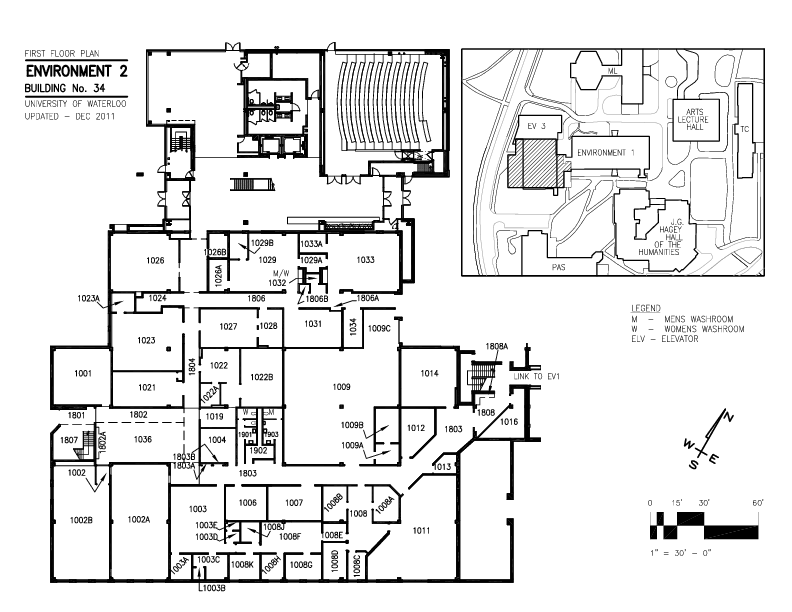 FIRST FLOOR PLAN
ENVIRONMENT 2
BUILDING No. 34
UNIVERSITY OF WATERLOO
UPDATED – DEC 2011
ML
EV 3
ENVIRONMENT 1
ARTS
LECTURE
HALL
TC
J.G.
HAGEY
HALL
OF THE
HUMANITIES
PAS
LEGEND
M – MENS WASHROOM
W – WOMENS WASHROOM
ELV – ELEVATOR
1026
1026B
1029B
1029
1033A
1029A
1033
1026A
M/W
1032
1023A
1024
1806
1806B
1806A
1023
1027
1028
1031
1034
1009C
1804
1808A
1001
1021
1022
1022A
1022B
1009
1014
LINK TO EV1
1801
1802
1019
W
M
1009B
1012
1803
1808
1016
1807
1802A
1036
1004
1901
1903
1902
1009A
1803B
1803A
1803
1013
1002
1002B
1002A
1003
1006
1007
1008B
1008
1008A
1011
1003E
1003D
1008J
1008F
1008E
1003A
1003C
1003B
1008K
1008H
1008G
1008D
1008C
N
W
E
S
0 15' 30' 60'
1" = 30' – 0"